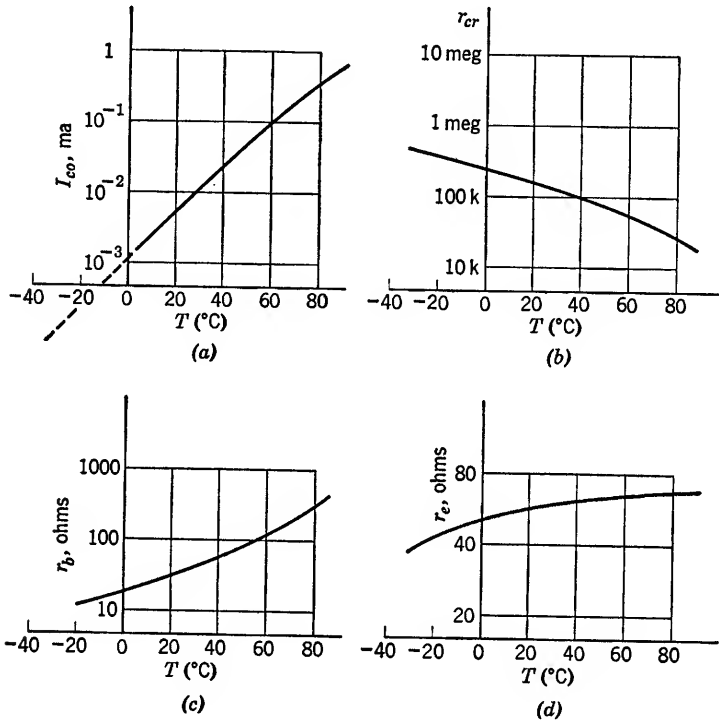 1
10⁻¹
10⁻²
10⁻³
I_co, ma
−40 −20 0 20 40 60 80
T (°C)
(a)
r_cr
10 meg
1 meg
100 k
10 k
−40 −20 0 20 40 60 80
T (°C)
(b)
1000
100
10
r_b, ohms
−40 −20 0 20 40 60 80
T (°C)
(c)
80
40
20
r_e, ohms
−40 −20 0 20 40 60 80
T (°C)
(d)